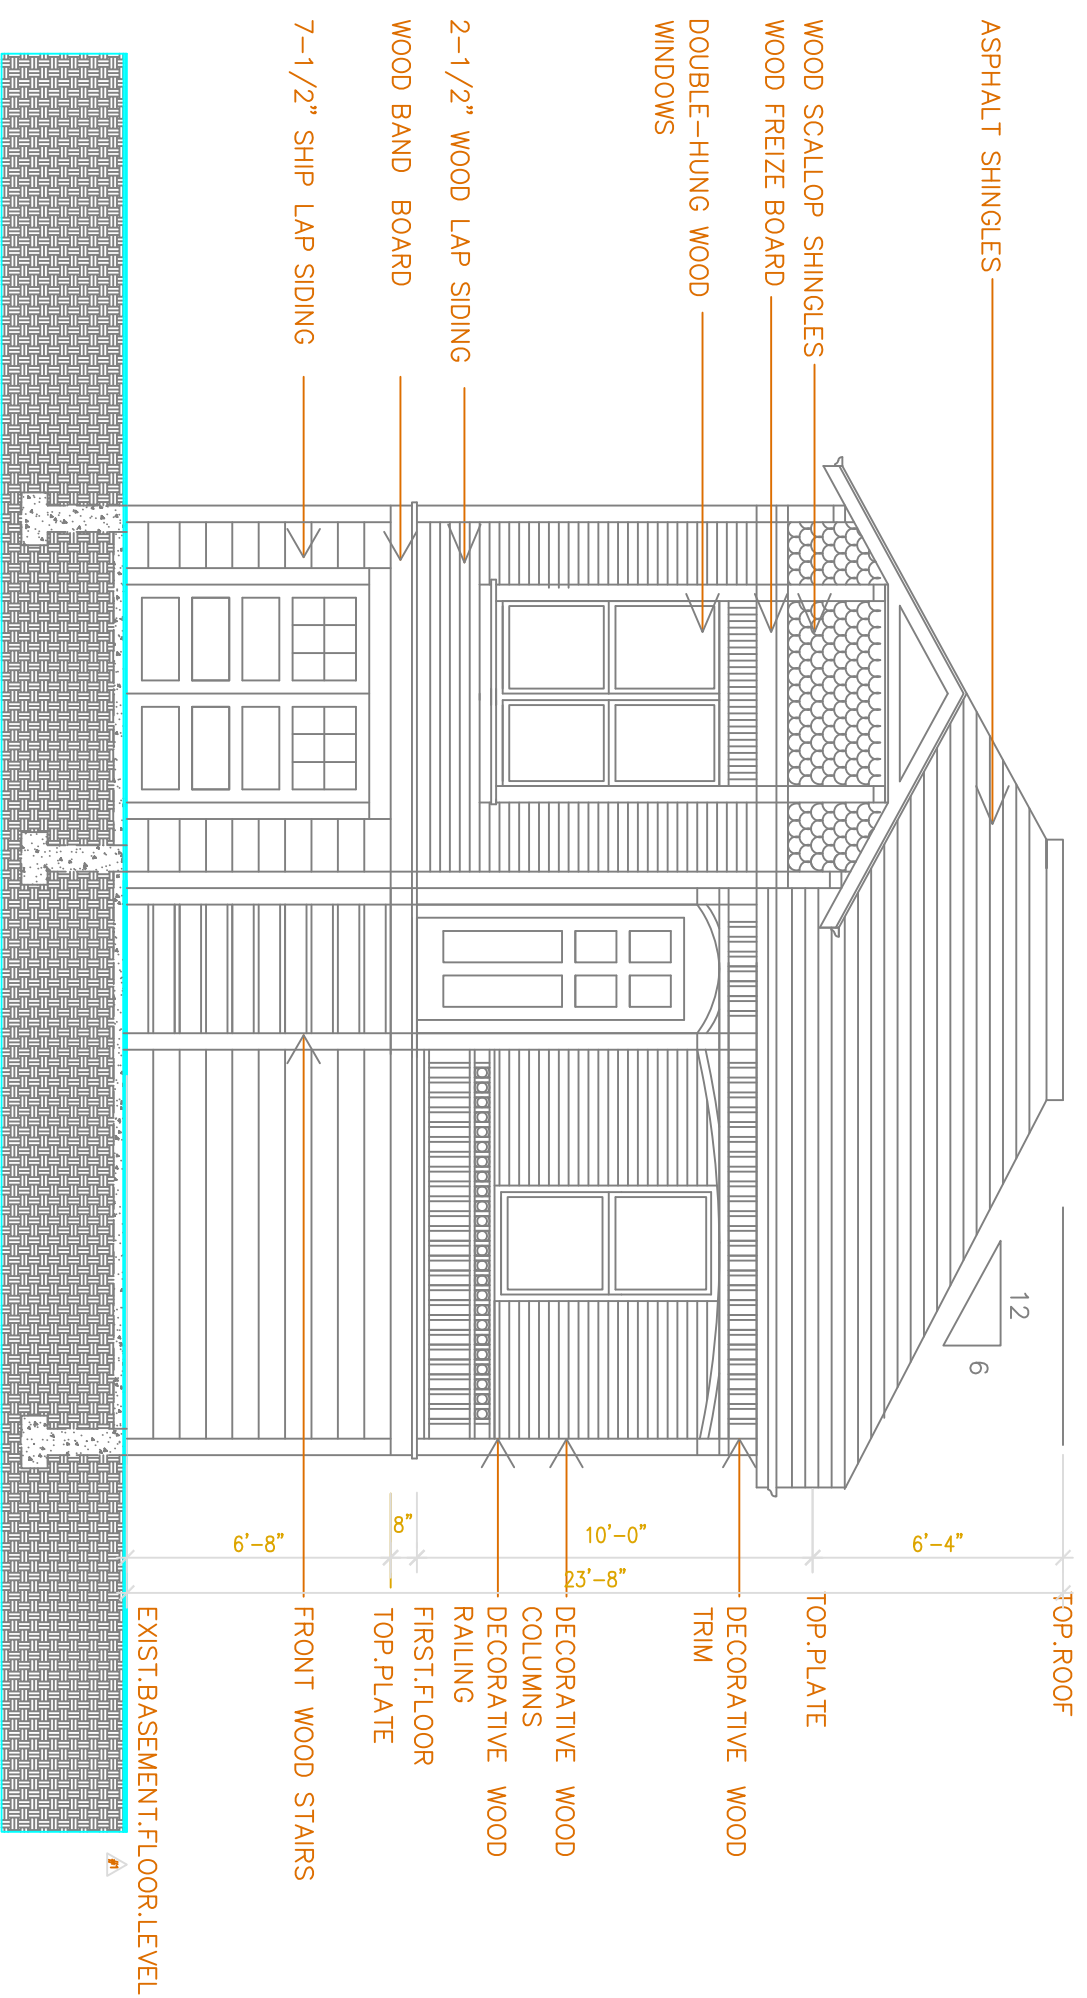 ASPHALT SHINGLES
WOOD SCALLOP SHINGLES
WOOD FREIZE BOARD
DOUBLE-HUNG WOOD
WINDOWS
2-1/2" WOOD LAP SIDING
WOOD BAND BOARD
7-1/2" SHIP LAP SIDING
12
6
6'-4"
10'-0"
8"
6'-8"
23'-8"
TOP.ROOF
TOP.PLATE
DECORATIVE WOOD
TRIM
DECORATIVE WOOD
COLUMNS
DECORATIVE WOOD
RAILING
FIRST.FLOOR
TOP.PLATE
FRONT WOOD STAIRS
EXIST.BASEMENT.FLOOR.LEVEL